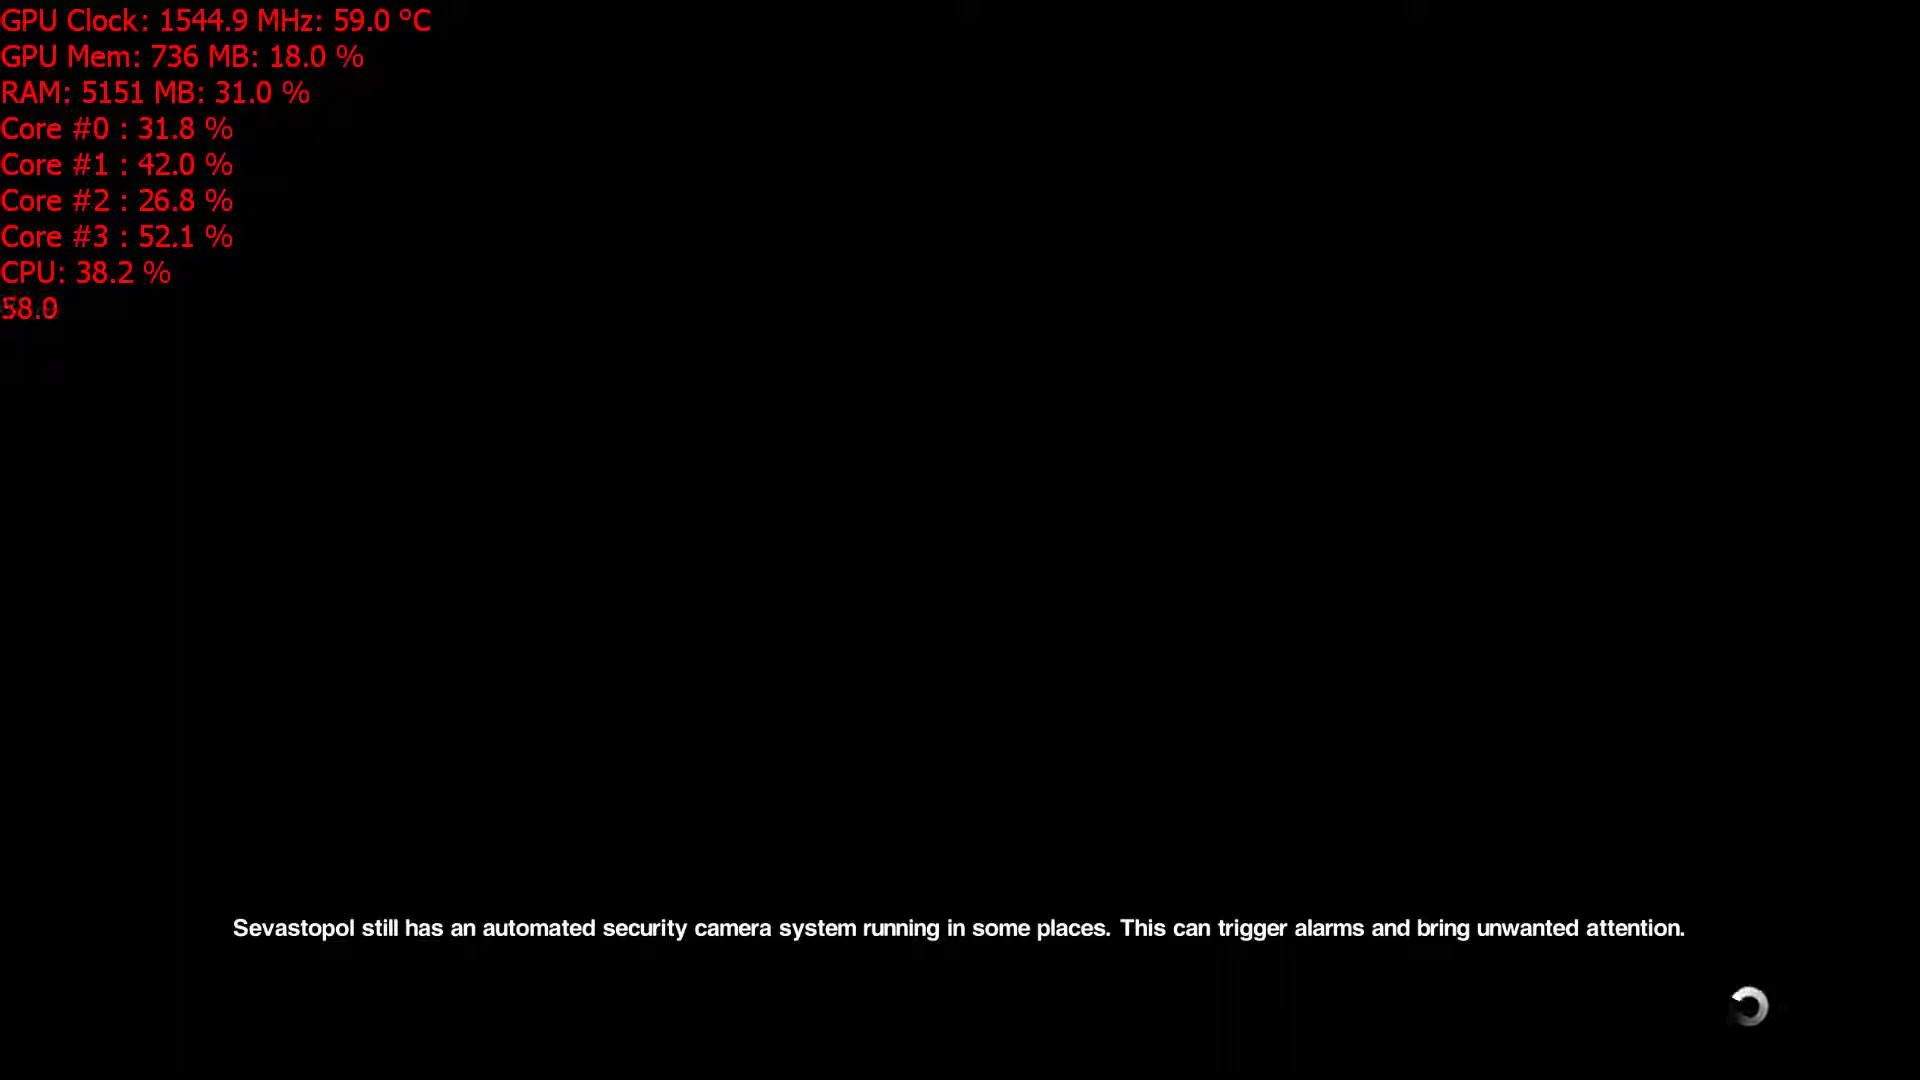 GPU Clock: 1544.9 MHz: 59.0 °C
GPU Mem: 736 MB: 18.0 %
RAM: 5151 MB: 31.0 %
Core #0 : 31.8 %
Core #1 : 42.0 %
Core #2 : 26.8 %
Core #3 : 52.1 %
CPU: 38.2 %
58.0
Sevastopol still has an automated security camera system running in some places. This can trigger alarms and bring unwanted attention.